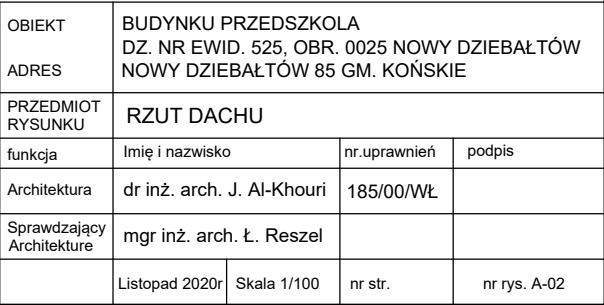 OBIEKT BUDYNKU PRZEDSZKOLA
DZ. NR EWID. 525, OBR. 0025 NOWY DZIEBAŁTÓW
ADRES NOWY DZIEBAŁTÓW 85 GM. KOŃSKIE
PRZEDMIOT
RYSUNKU RZUT DACHU
funkcja Imię i nazwisko nr.uprawnień podpis
Architektura dr inż. arch. J. Al-Khouri 185/00/WŁ
Sprawdzający
Architekture mgr inż. arch. Ł. Reszel
Listopad 2020r Skala 1/100 nr str. nr rys. A-02